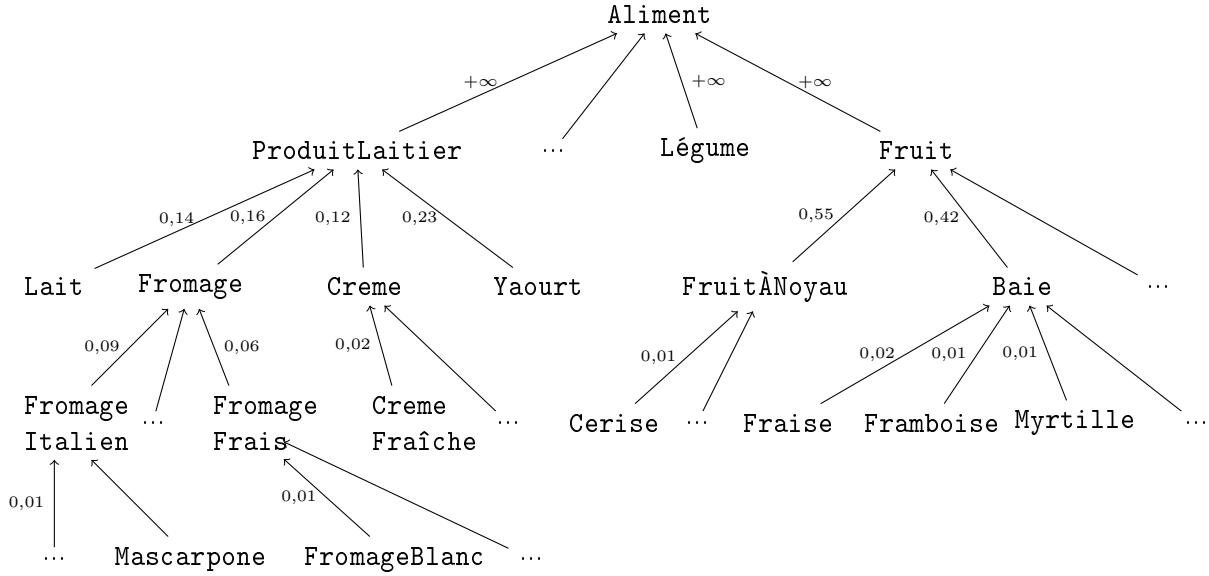 Aliment
+∞ +∞ +∞
ProduitLaitier ... Légume Fruit
0,14 0,16 0,12 0,23 0,55 0,42
Lait Fromage Creme Yaourt FruitÀNoyau Baie ...
0,09 0,06 0,02 0,01 0,02 0,01 0,01
Fromage ... Fromage Creme ... Cerise ... Fraise Framboise Myrtille ...
Italien Frais Fraîche
0,01 0,01
... Mascarpone FromageBlanc ...